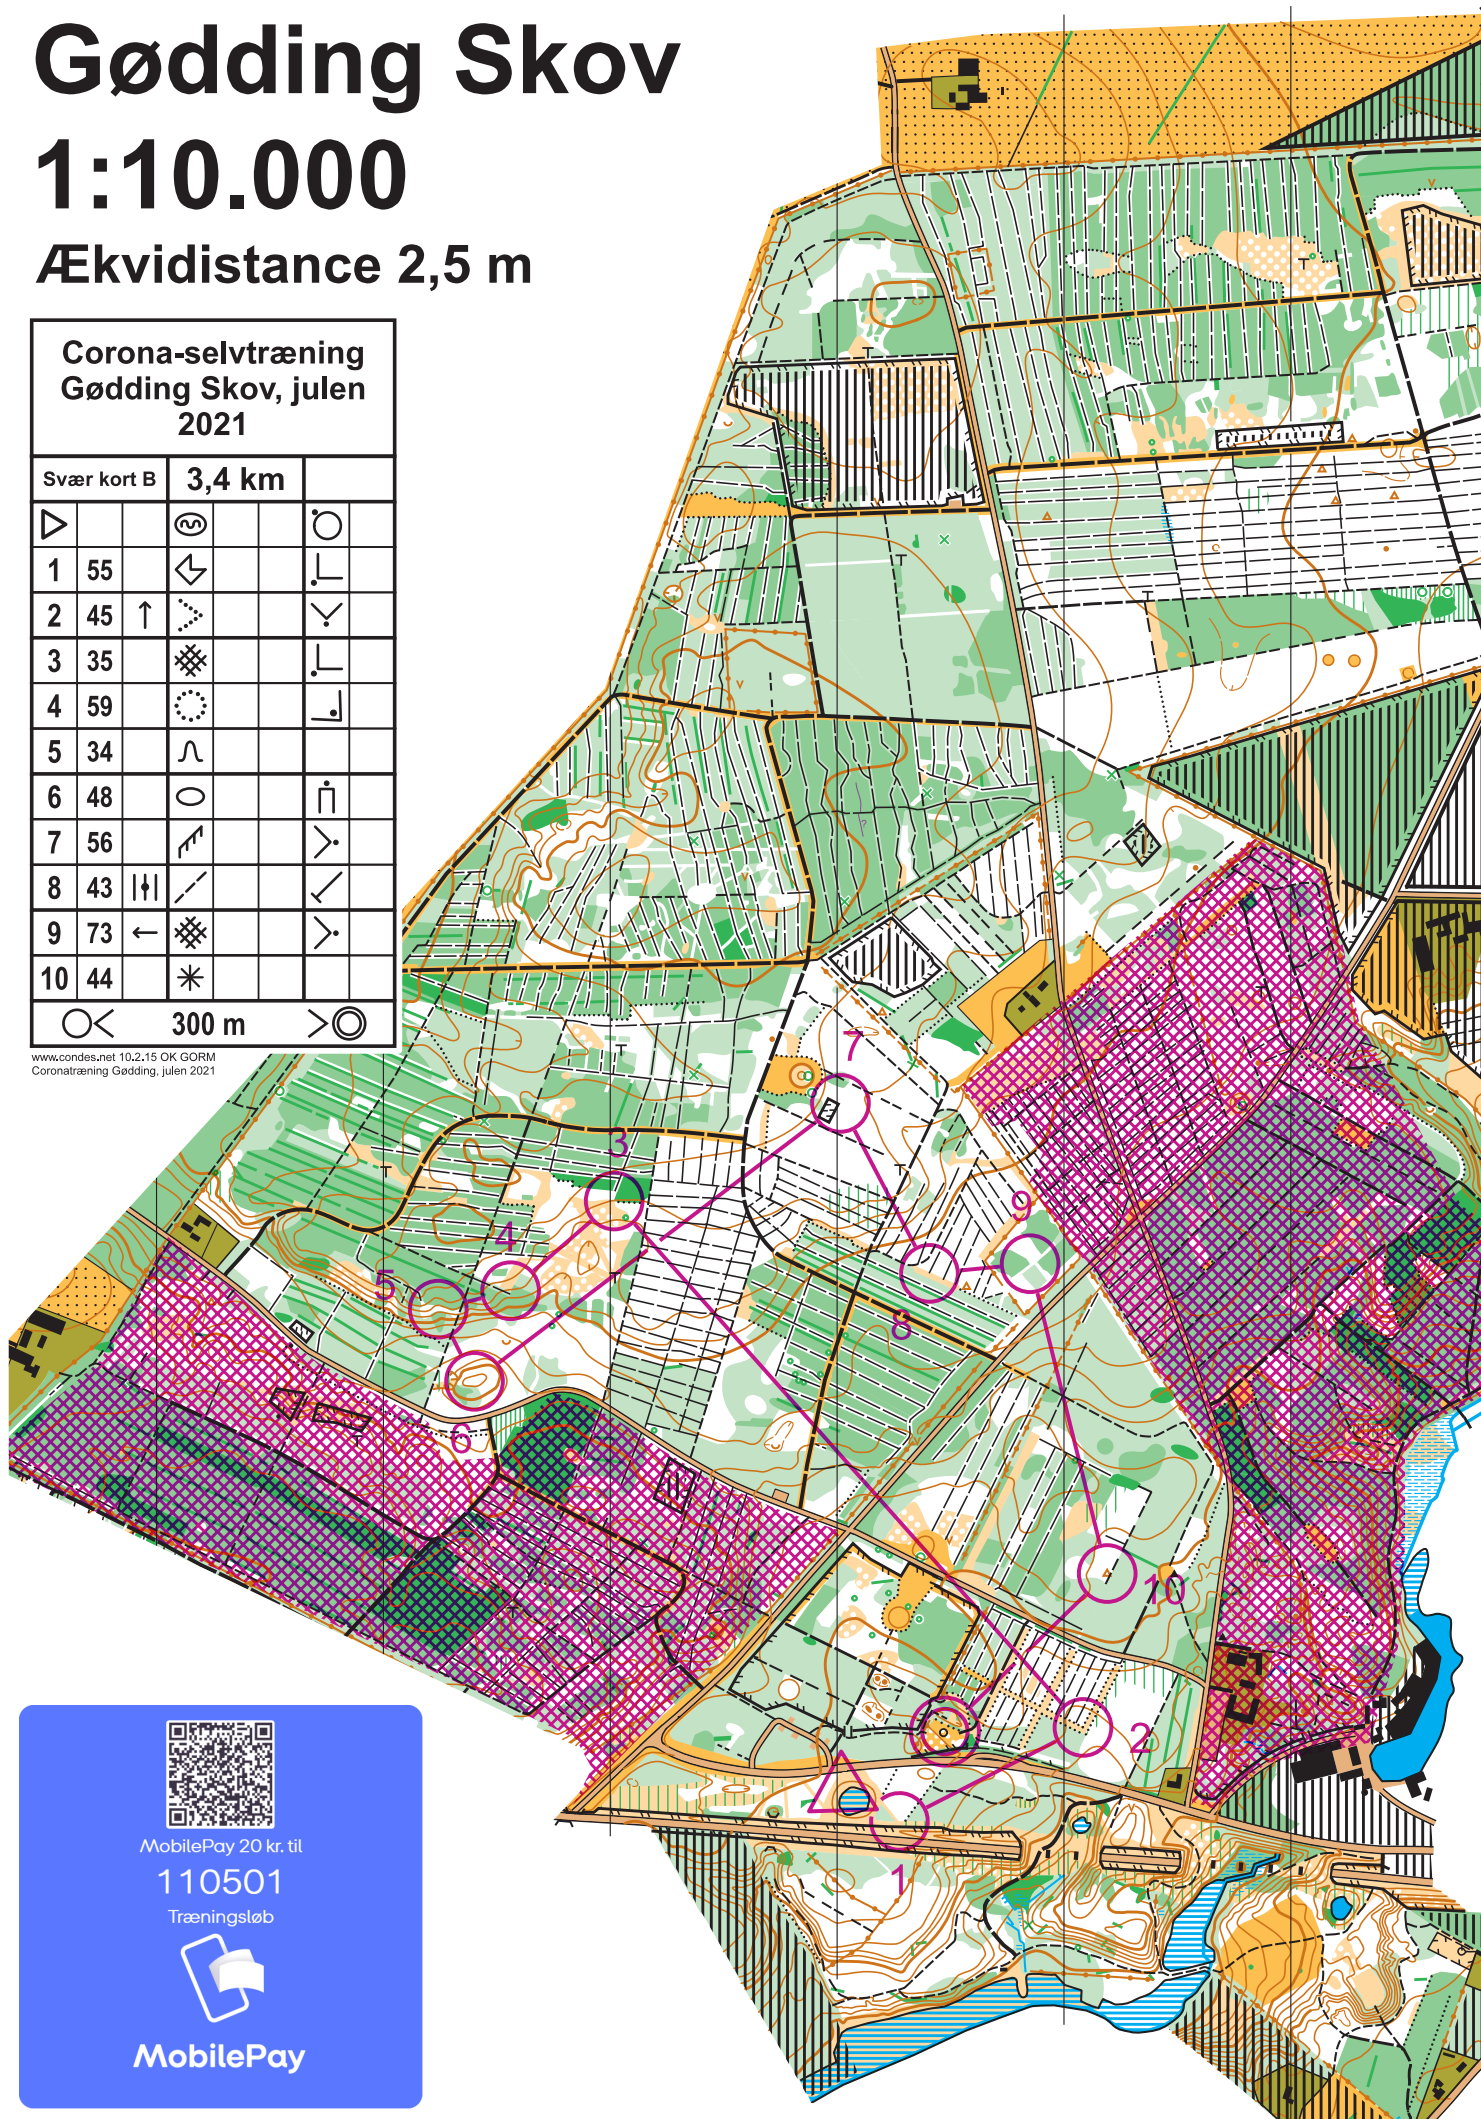 Gødding Skov
1:10.000
Ækvidistance 2,5 m
Corona-selvtræning
Gødding Skov, julen
2021
Svær kort B 3,4 km
1 55
2 45
3 35
4 59
5 34
6 48
7 56
8 43
9 73
10 44
300 m
www.condes.net 10.2.15 OK GORM
Coronatræning Gødding, julen 2021
7
3
9
4
5
8
6
10
2
1
MobilePay 20 kr. til
110501
Træningsløb
MobilePay